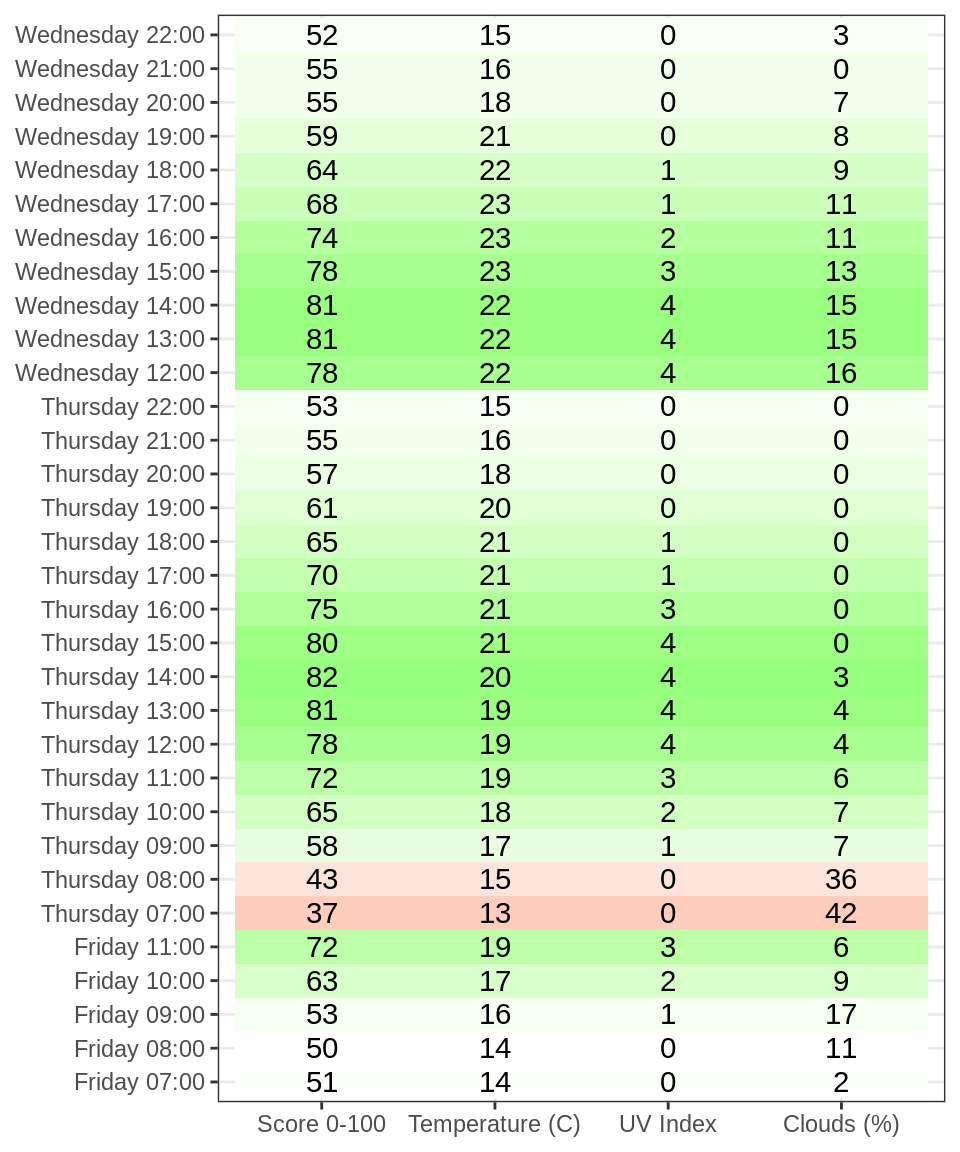 Wednesday 22:00 52 15 0 3
Wednesday 21:00 55 16 0 0
Wednesday 20:00 55 18 0 7
Wednesday 19:00 59 21 0 8
Wednesday 18:00 64 22 1 9
Wednesday 17:00 68 23 1 11
Wednesday 16:00 74 23 2 11
Wednesday 15:00 78 23 3 13
Wednesday 14:00 81 22 4 15
Wednesday 13:00 81 22 4 15
Wednesday 12:00 78 22 4 16
Thursday 22:00 53 15 0 0
Thursday 21:00 55 16 0 0
Thursday 20:00 57 18 0 0
Thursday 19:00 61 20 0 0
Thursday 18:00 65 21 1 0
Thursday 17:00 70 21 1 0
Thursday 16:00 75 21 3 0
Thursday 15:00 80 21 4 0
Thursday 14:00 82 20 4 3
Thursday 13:00 81 19 4 4
Thursday 12:00 78 19 4 4
Thursday 11:00 72 19 3 6
Thursday 10:00 65 18 2 7
Thursday 09:00 58 17 1 7
Thursday 08:00 43 15 0 36
Thursday 07:00 37 13 0 42
Friday 11:00 72 19 3 6
Friday 10:00 63 17 2 9
Friday 09:00 53 16 1 17
Friday 08:00 50 14 0 11
Friday 07:00 51 14 0 2
Score 0-100 Temperature (C) UV Index Clouds (%)